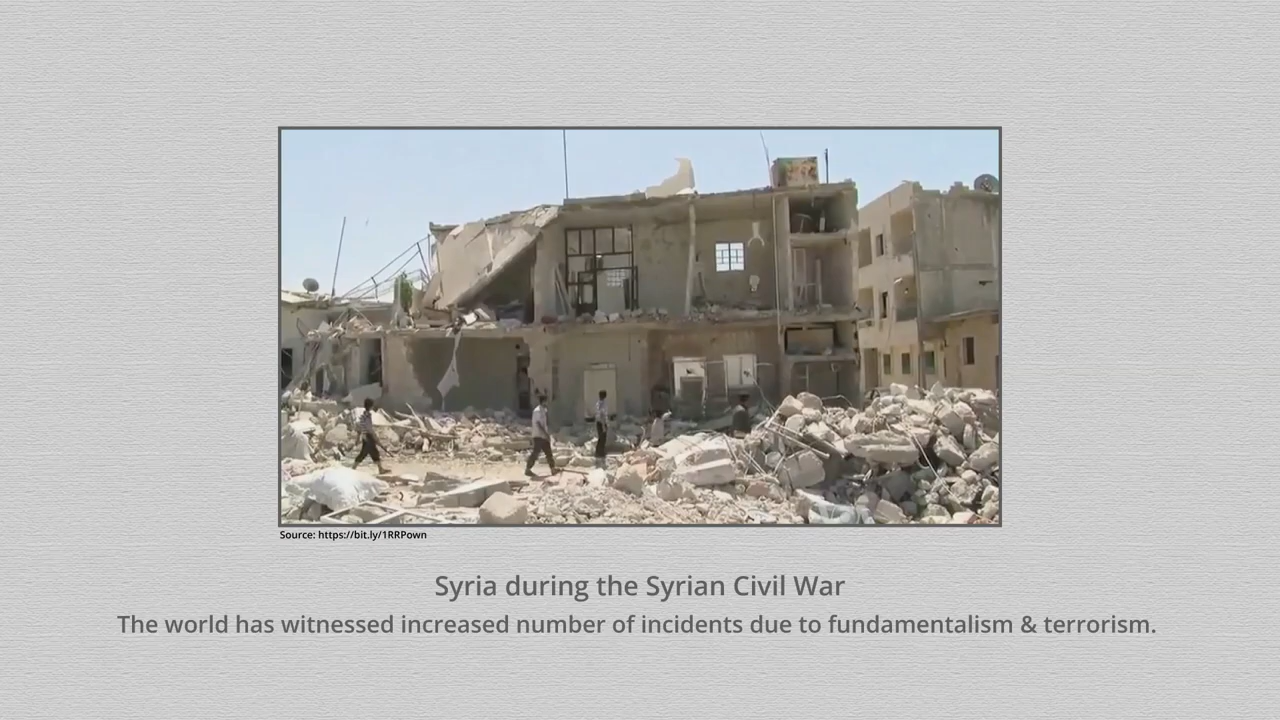 Source: https://bit.ly/1RRPown
Syria during the Syrian Civil War
The world has witnessed increased number of incidents due to fundamentalism & terrorism.